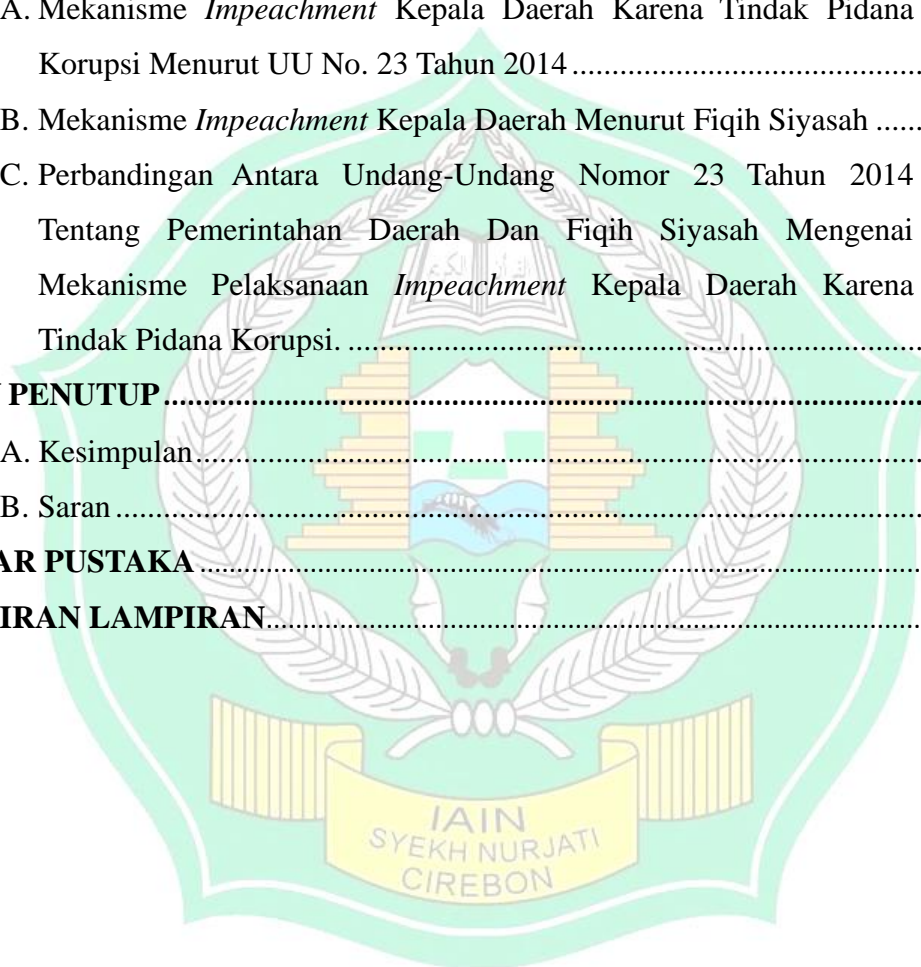 A. Mekanisme Impeachment Kepala Daerah Karena Tindak Pidana
Korupsi Menurut UU No. 23 Tahun 2014 ....................................
B. Mekanisme Impeachment Kepala Daerah Menurut Fiqih Siyasah ......
C. Perbandingan Antara Undang-Undang Nomor 23 Tahun 2014
Tentang Pemerintahan Daerah Dan Fiqih Siyasah Mengenai
Mekanisme Pelaksanaan Impeachment Kepala Daerah Karena
Tindak Pidana Korupsi. ....................................................................
PENUTUP ..........................................................................................
A. Kesimpulan ....................................................................................
B. Saran ..............................................................................................
AR PUSTAKA .....................................................................................
IRAN LAMPIRAN ..............................................................................
IAIN
SYEKH NURJATI
CIREBON